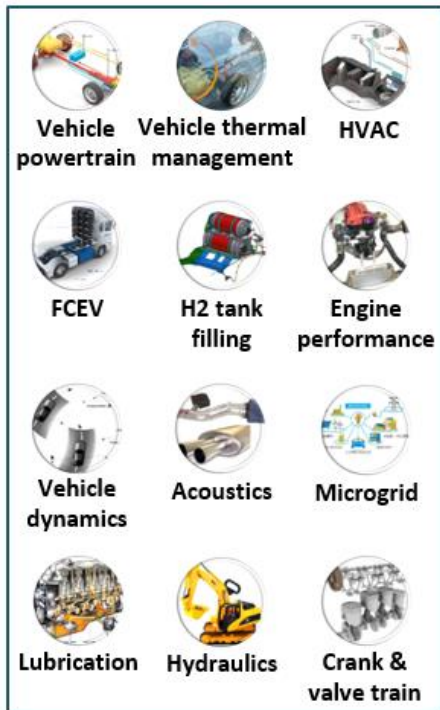 Vehicle
powertrain
Vehicle thermal
management
HVAC
FCEV
H2 tank
filling
Engine
performance
Vehicle
dynamics
Acoustics
Microgrid
Lubrication
Hydraulics
Crank &
valve train